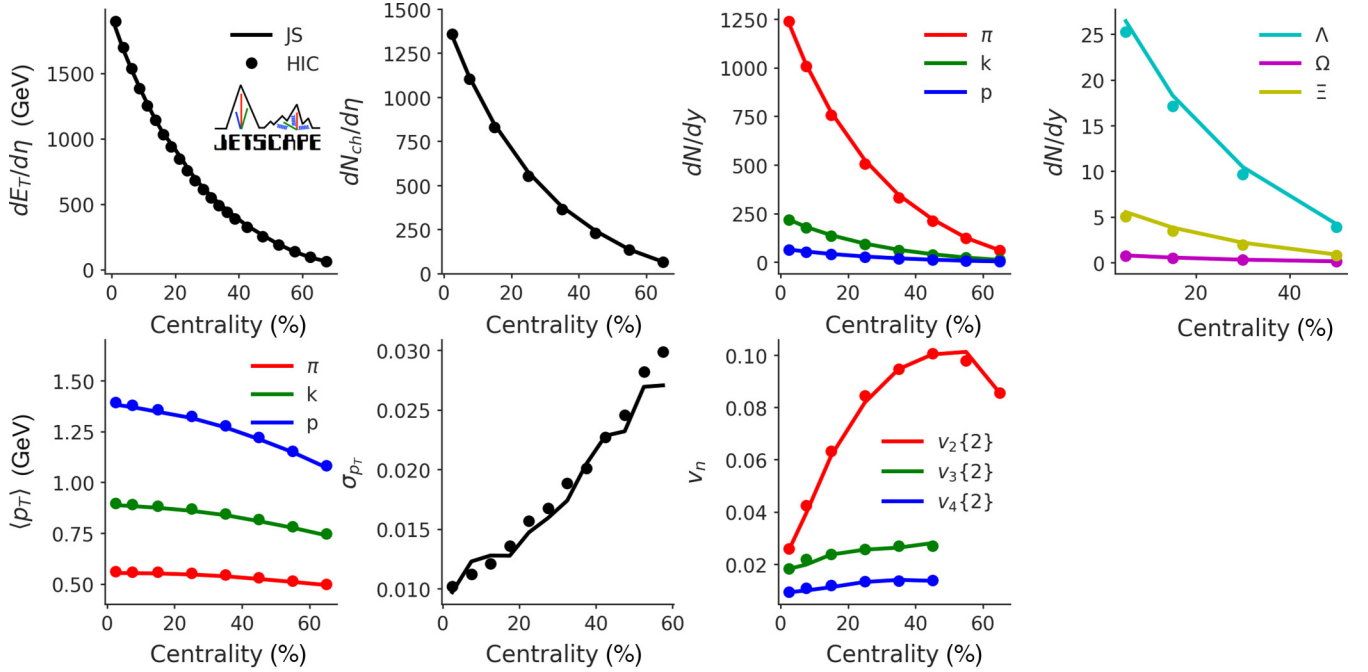 dE_T/dη (GeV)
1500
1000
500
0
0 20 40 60
Centrality (%)
JS
HIC
JETSCAPE
dN_ch/dη
1500
1250
1000
750
500
250
0
0 20 40 60
Centrality (%)
dN/dy
1250
1000
750
500
250
0
0 20 40 60
Centrality (%)
π
k
p
dN/dy
25
20
15
10
5
0
20 40
Centrality (%)
Λ
Ω
Ξ
⟨p_T⟩ (GeV)
1.50
1.25
1.00
0.75
0.50
0 20 40 60
Centrality (%)
π
k
p
σ_{p_T}
0.030
0.025
0.020
0.015
0.010
0 20 40 60
Centrality (%)
v_n
0.10
0.08
0.06
0.04
0.02
0 20 40 60
Centrality (%)
v_2{2}
v_3{2}
v_4{2}